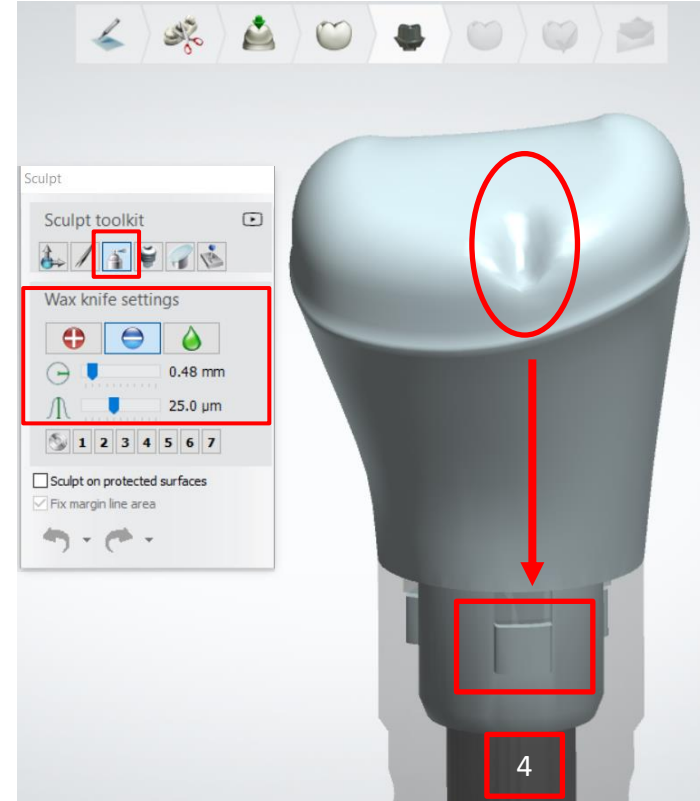 Sculpt
Sculpt toolkit
Wax knife settings
0.48 mm
25.0 µm
1 2 3 4 5 6 7
Sculpt on protected surfaces
Fix margin line area
4